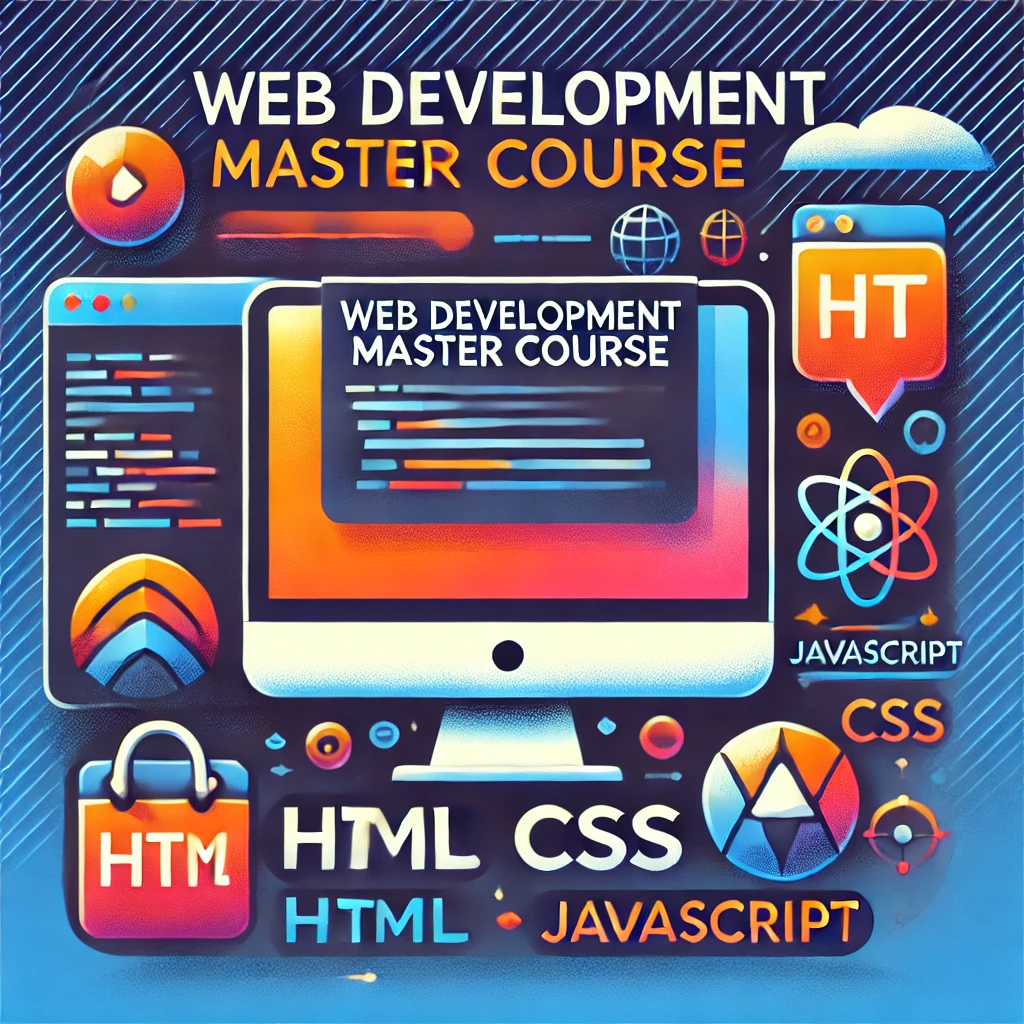 WEB DEVELOPMENT
MASTER COURSE
HT
WEB DEVELOPMENT
MASTER COURSE
JAVASCRIPT
CSS
HTM
HTML CSS
HTML
JAVASCRIPT